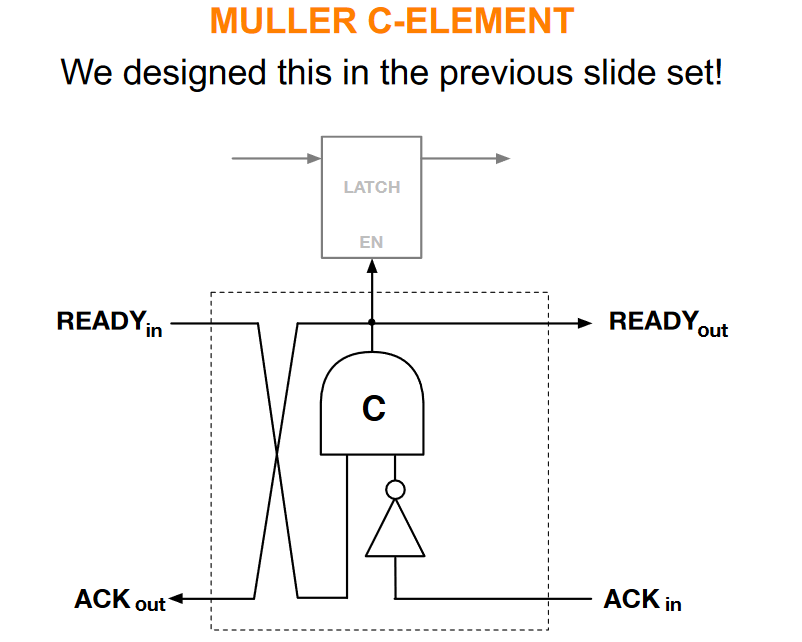 MULLER C-ELEMENT
We designed this in the previous slide set!
LATCH
EN
READYin
READYout
C
ACK out
ACK in